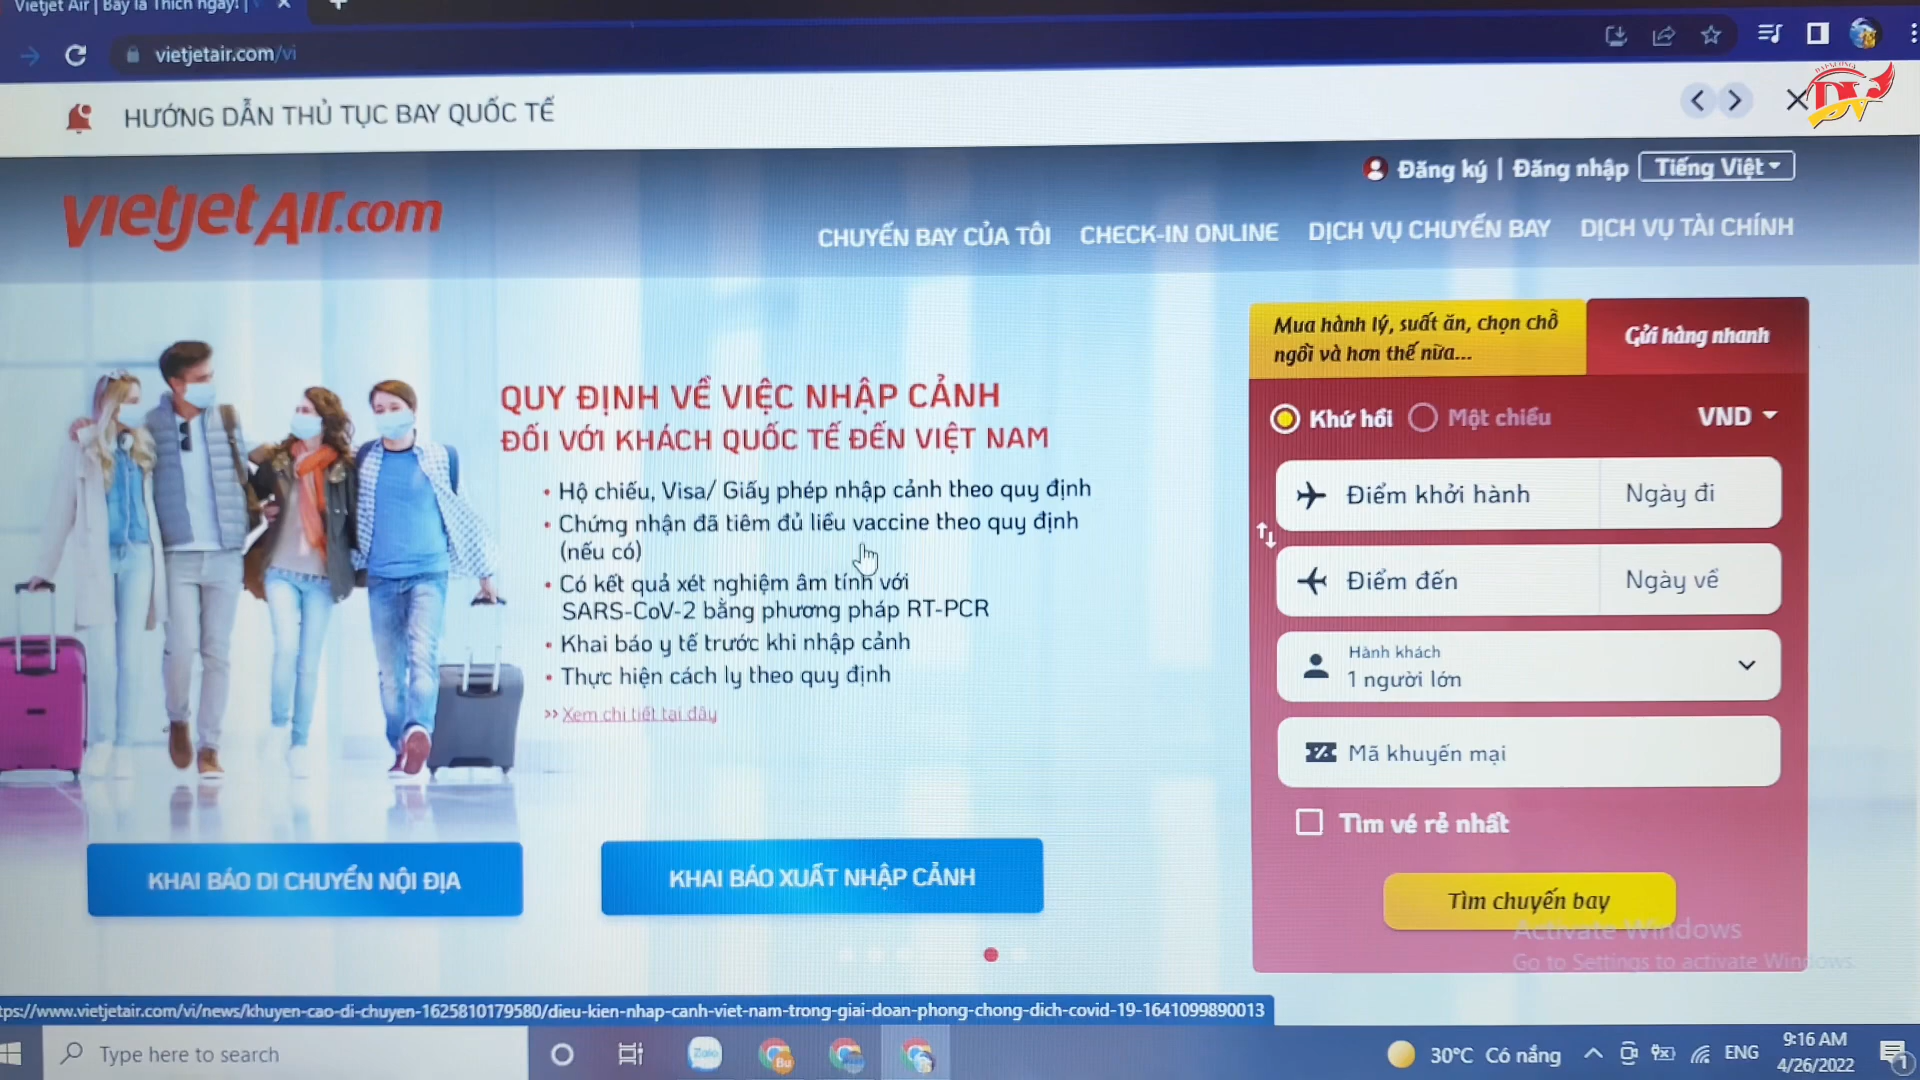 Vietjet Air | Bay là Thích ngay! |
vietjetair.com/vi
HƯỚNG DẪN THỦ TỤC BAY QUỐC TẾ
Đăng ký | Đăng nhập Tiếng Việt
vietjetAir.com
CHUYẾN BAY CỦA TÔI CHECK-IN ONLINE DỊCH VỤ CHUYẾN BAY DỊCH VỤ TÀI CHÍNH
Mua hành lý, suất ăn, chọn chỗ
ngồi và hơn thế nữa...
Gửi hàng nhanh
QUY ĐỊNH VỀ VIỆC NHẬP CẢNH
ĐỐI VỚI KHÁCH QUỐC TẾ ĐẾN VIỆT NAM
• Hộ chiếu, Visa/ Giấy phép nhập cảnh theo quy định
• Chứng nhận đã tiêm đủ liều vaccine theo quy định
(nếu có)
• Có kết quả xét nghiệm âm tính với
SARS-CoV-2 bằng phương pháp RT-PCR
• Khai báo y tế trước khi nhập cảnh
• Thực hiện cách ly theo quy định
>> Xem chi tiết tại đây
KHAI BÁO DI CHUYỂN NỘI ĐỊA
KHAI BÁO XUẤT NHẬP CẢNH
Khứ hồi Một chiều VND
Điểm khởi hành Ngày đi
Điểm đến Ngày về
Hành khách
1 người lớn
Mã khuyến mại
Tìm vé rẻ nhất
Tìm chuyến bay
Activate Windows
Go to Settings to activate Windows.
tps://www.vietjetair.com/vi/news/khuyen-cao-di-chuyen-1625810179580/dieu-kien-nhap-canh-viet-nam-trong-giai-doan-phong-chong-dich-covid-19-1641099890013
Type here to search
Zalo
Bu
30°C Có nắng
ENG
9:16 AM
4/26/2022
1